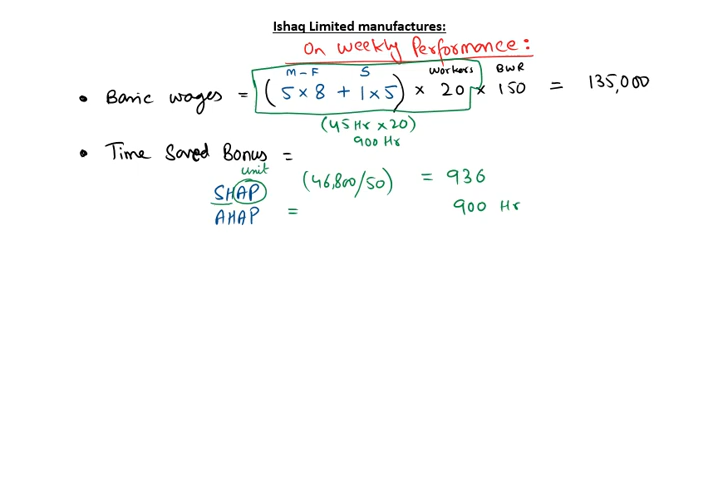 Ishaq Limited manufactures:
On Weekly Performance:
M-F S Workers BWR
• Basic wages = (5 × 8 + 1 × 5) × 20 × 150 = 135,000
(45 Hr × 20)
900 Hr
• Time Saved Bonus =
unit
SHAP (46,800/50) = 936
AHAP = 900 Hr